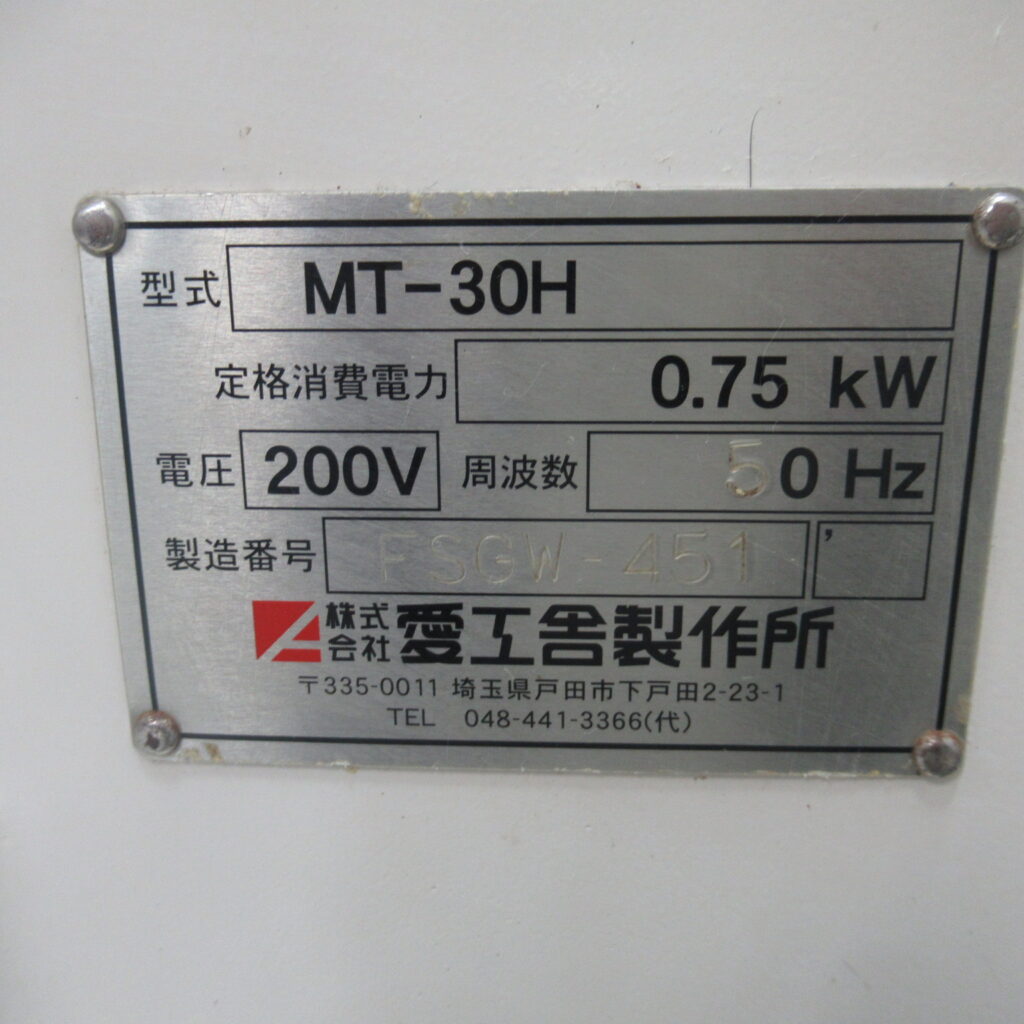 型式 MT-30H
定格消費電力 0.75 kW
電圧 200V 周波数 50 Hz
製造番号 FSGW-451 '
株式会社 愛工舎製作所
〒335-0011 埼玉県戸田市下戸田2-23-1
TEL 048-441-3366(代)